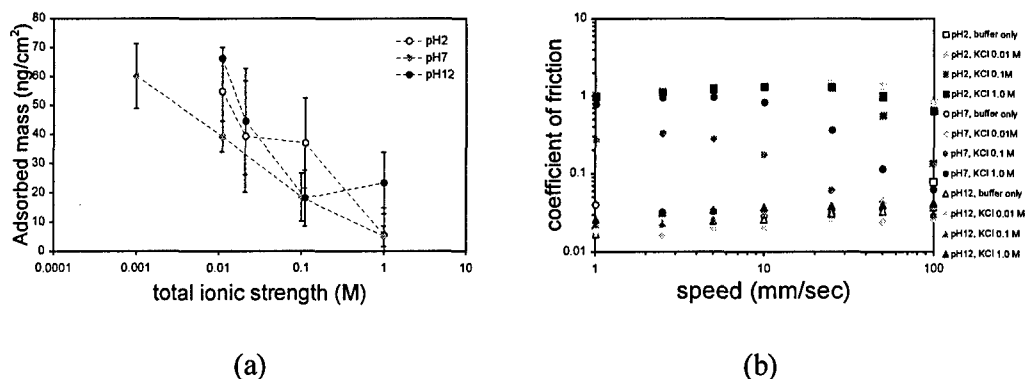 80
70
60
50
40
30
20
10
0
Adsorbed mass (ng/cm²)
0.0001 0.001 0.01 0.1 1 10
total ionic strength (M)
pH2
pH7
pH12
(a)
10
1
0.1
0.01
coefficient of friction
1 10 100
speed (mm/sec)
pH2, buffer only
pH2, KCl 0.01 M
pH2, KCl 0.1M
pH2, KCl 1.0 M
pH7, buffer only
pH7, KCl 0.01M
pH7, KCl 0.1 M
pH7, KCl 1.0 M
pH12, buffer only
pH12, KCl 0.01 M
pH12, KCl 0.1 M
pH12, KCl 1.0 M
(b)